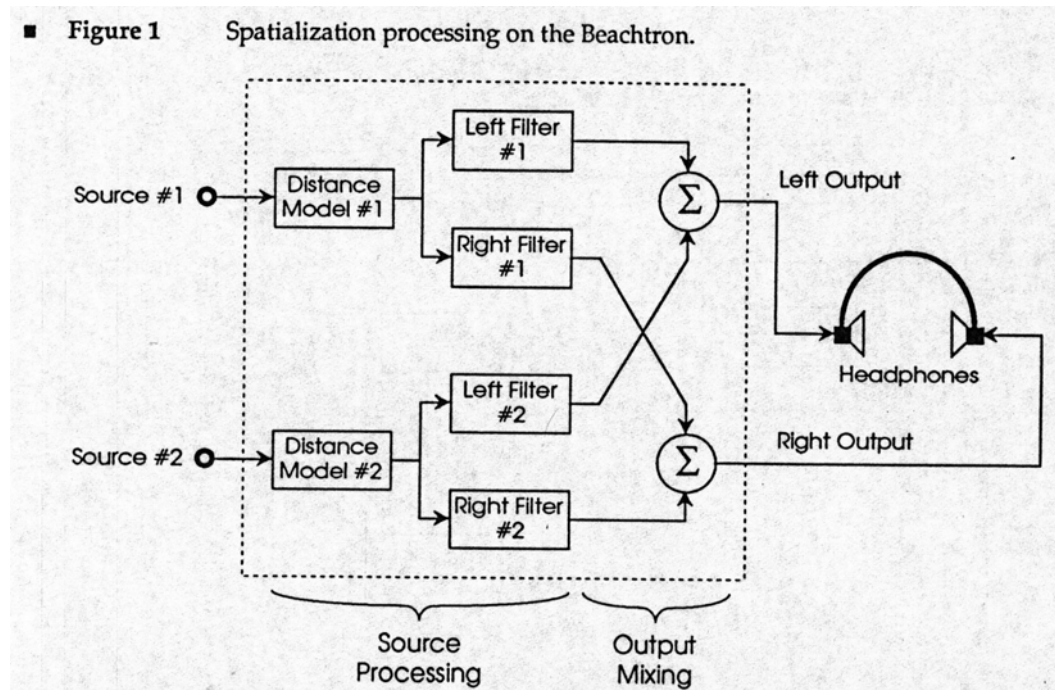 Figure 1 Spatialization processing on the Beachtron.
Left Filter
#1
Source #1
Distance
Model #1
Right Filter
#1
Left Output
Headphones
Left Filter
#2
Source #2
Distance
Model #2
Right Filter
#2
Right Output
Σ
Σ
Source
Processing
Output
Mixing